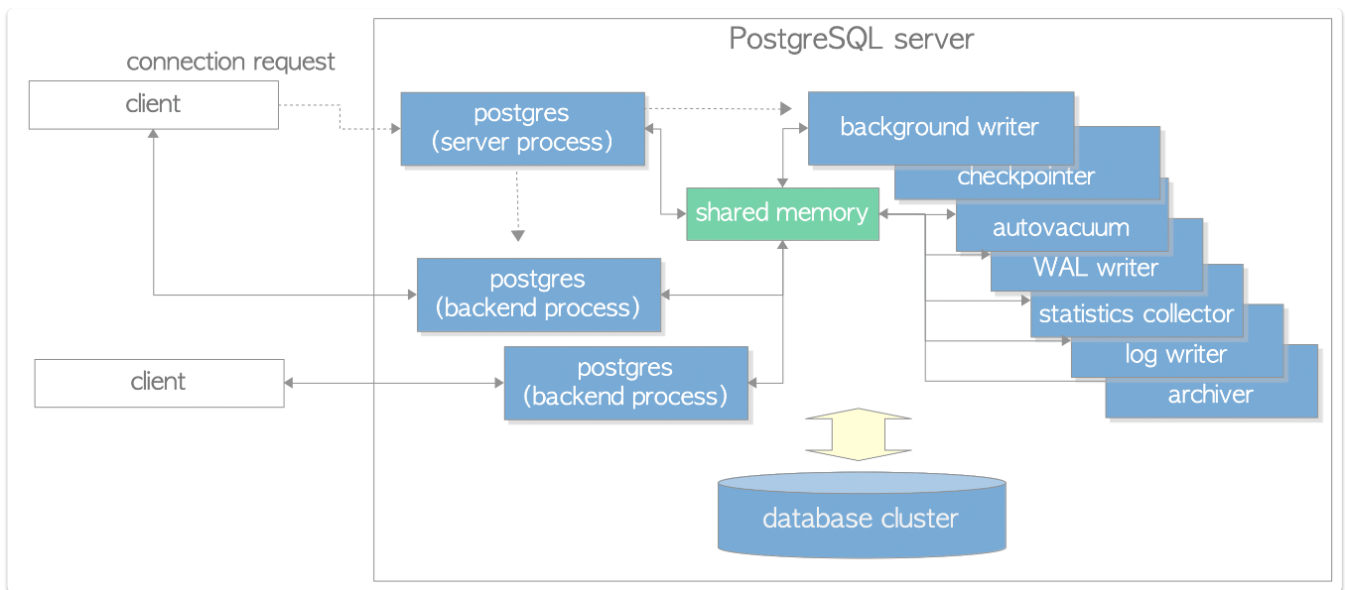 PostgreSQL server
connection request
client
postgres
(server process)
background writer
checkpointer
shared memory
autovacuum
WAL writer
postgres
(backend process)
statistics collector
log writer
client
postgres
(backend process)
archiver
database cluster